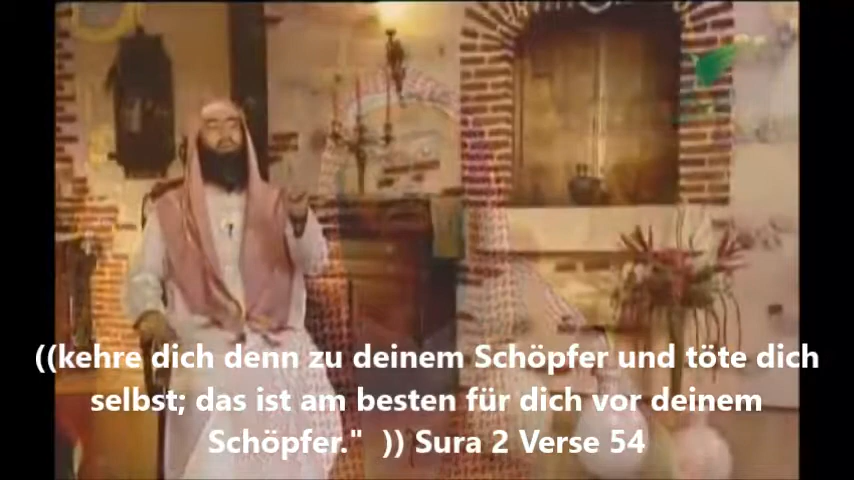 ((kehre dich denn zu deinem Schöpfer und töte dich
selbst; das ist am besten für dich vor deinem
Schöpfer."  )) Sura 2 Verse 54